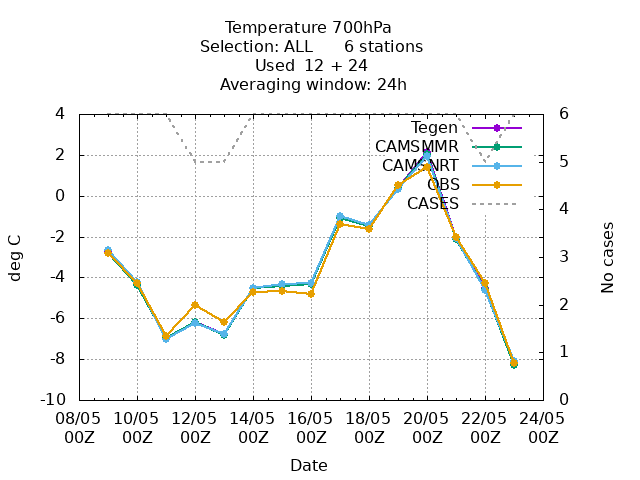 Temperature 700hPa
Selection: ALL 6 stations
Used 12 + 24
Averaging window: 24h
4
2
0
-2
-4
-6
-8
-10
deg C
6
5
4
3
2
1
0
No cases
Tegen
CAMSMMR
CAMSNRT
OBS
CASES
08/05 10/05 12/05 14/05 16/05 18/05 20/05 22/05 24/05
00Z 00Z 00Z 00Z 00Z 00Z 00Z 00Z 00Z
Date